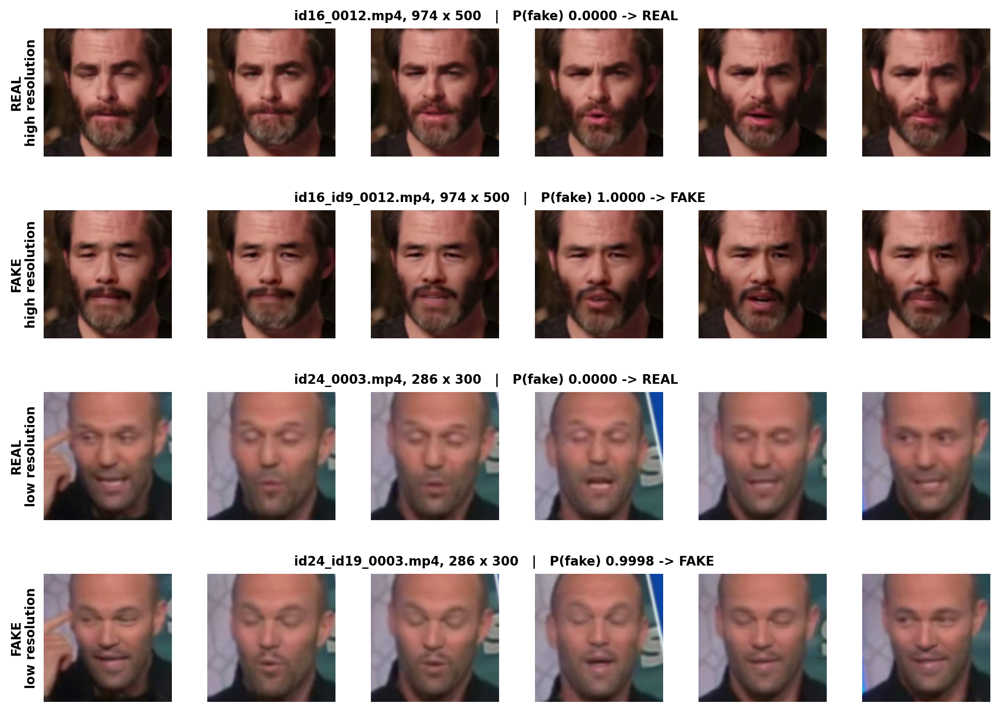 id16_0012.mp4, 974 x 500   |   P(fake) 0.0000 -> REAL
REAL
high resolution
id16_id9_0012.mp4, 974 x 500   |   P(fake) 1.0000 -> FAKE
FAKE
high resolution
id24_0003.mp4, 286 x 300   |   P(fake) 0.0000 -> REAL
REAL
low resolution
id24_id19_0003.mp4, 286 x 300   |   P(fake) 0.9998 -> FAKE
FAKE
low resolution